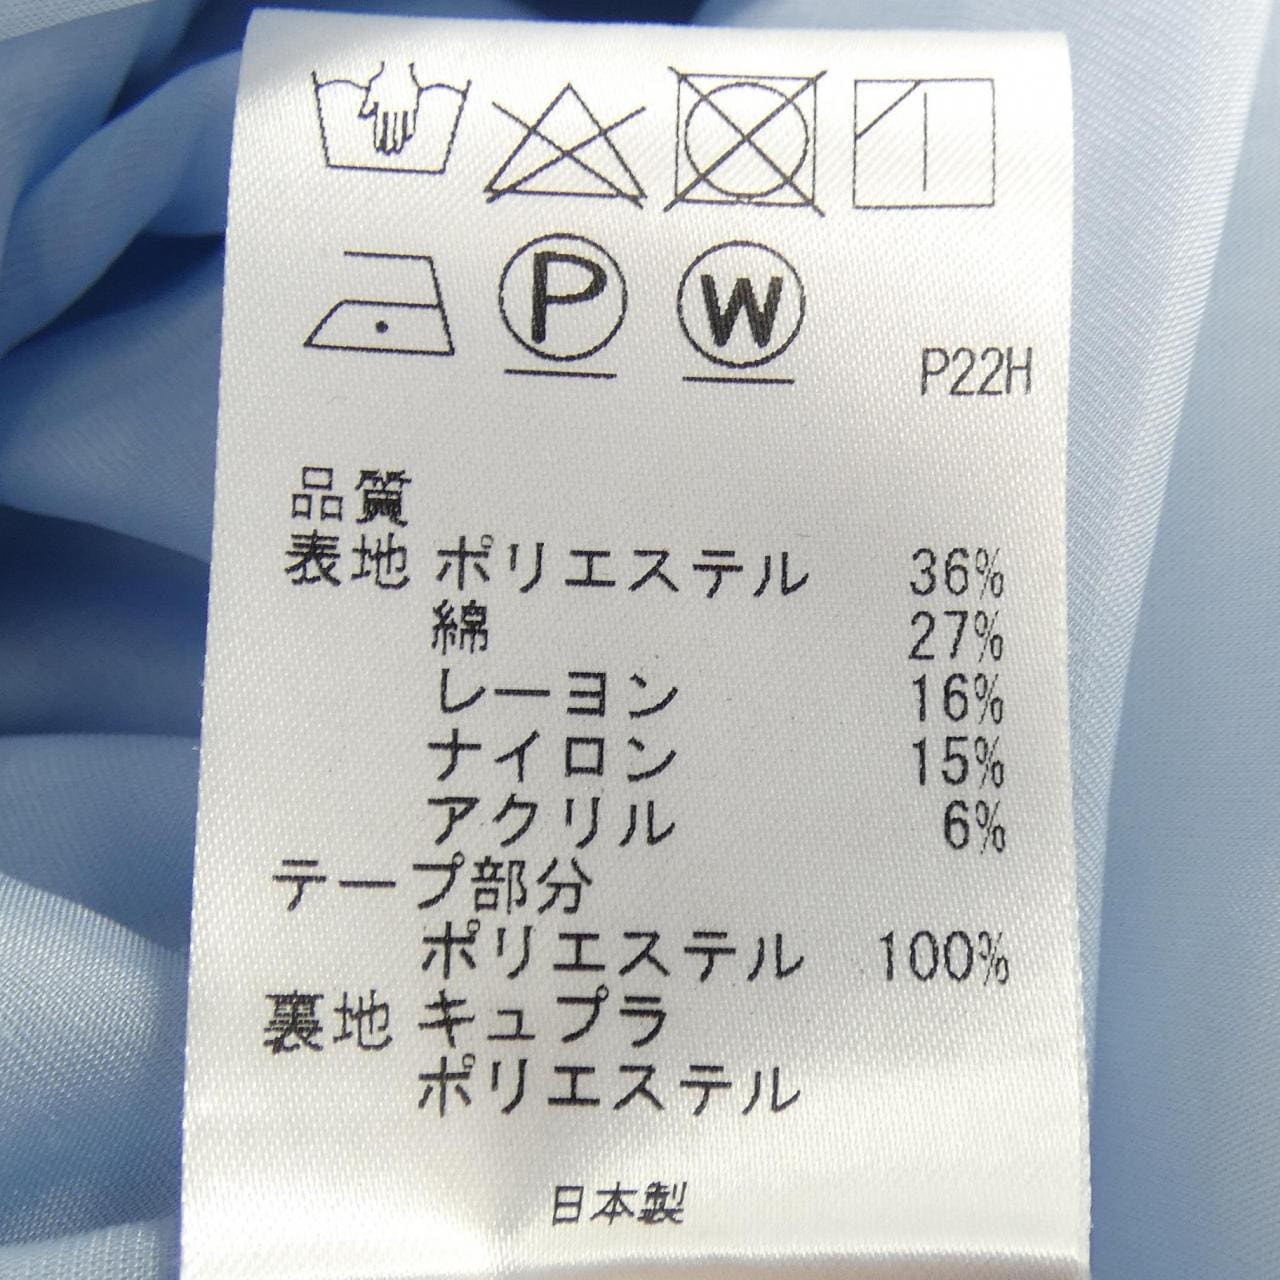 P W
P22H
品質
表地 ポリエステル 36%
綿 27%
レーヨン 16%
ナイロン 15%
アクリル 6%
テープ部分
ポリエステル 100%
裏地 キュプラ
ポリエステル
日本製